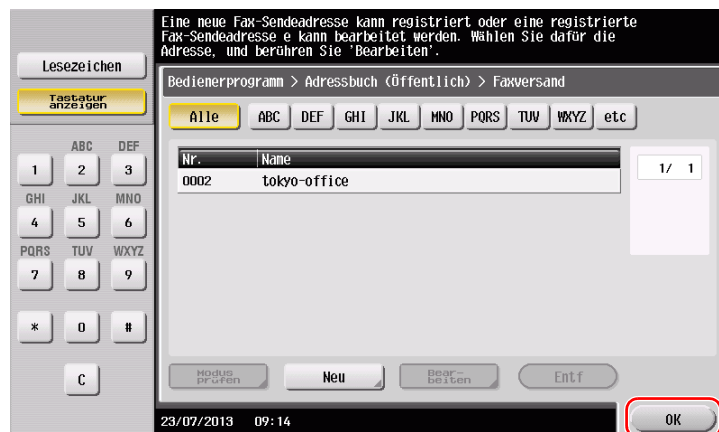 Eine neue Fax-Sendeadresse kann registriert oder eine registrierte
Fax-Sendeadresse e kann bearbeitet werden. Wählen Sie dafür die
Adresse, und berühren Sie 'Bearbeiten'.
Lesezeichen
Tastatur
anzeigen
Bedienerprogramm > Adressbuch (Öffentlich) > Faxversand
Alle ABC DEF GHI JKL MNO PQRS TUV WXYZ etc
ABC DEF
1 2 3
GHI JKL MNO
4 5 6
PQRS TUV WXYZ
7 8 9
* 0 #
C
Nr. Name
0002 tokyo-office
1/ 1
Modus
prüfen
Neu
Bear-
beiten
Entf
23/07/2013 09:14
OK